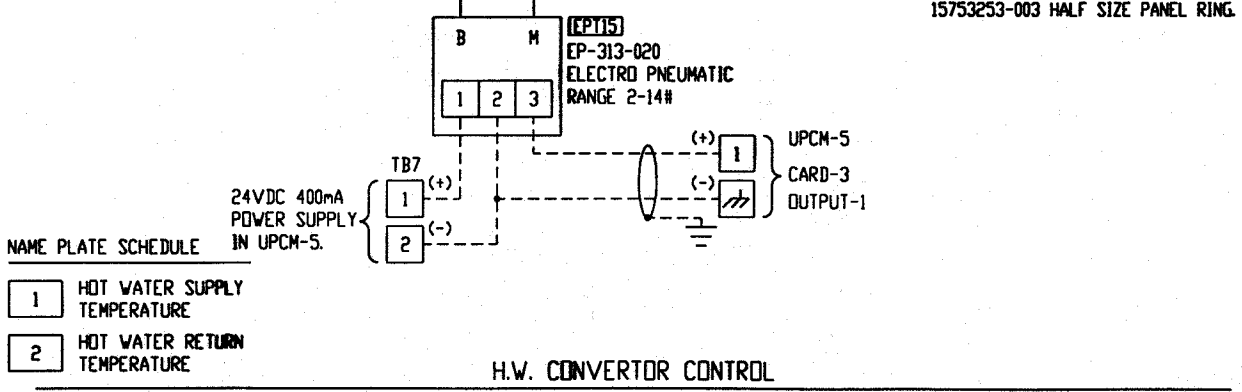 15753253-003 HALF SIZE PANEL RING.
B M
EPT15
EP-313-020
ELECTRO PNEUMATIC
RANGE 2-14#
1 2 3
(+) 1 UPCM-5
CARD-3
(-) OUTPUT-1
TB7
1 (+)
2 (-)
24VDC 400mA
POWER SUPPLY
IN UPCM-5.
NAME PLATE SCHEDULE
1 HOT WATER SUPPLY
TEMPERATURE
2 HOT WATER RETURN
TEMPERATURE
H.W. CONVERTOR CONTROL